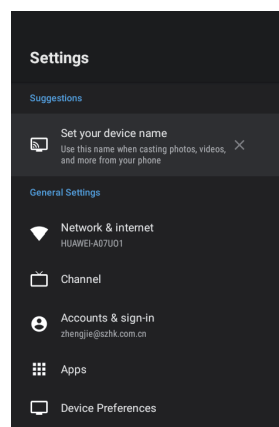 Settings
Suggestions
Set your device name
Use this name when casting photos, videos,
and more from your phone
General Settings
Network & internet
HUAWEI-A07UO1
Channel
Accounts & sign-in
zhengjie@szhk.com.cn
Apps
Device Preferences